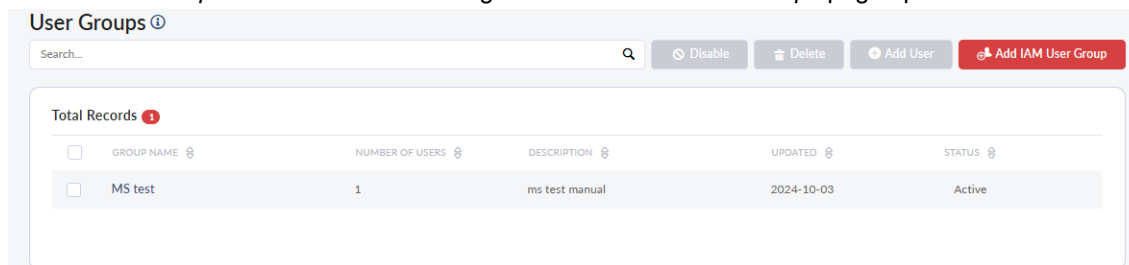 User Groups
Search... Disable Delete Add User Add IAM User Group
Total Records 1
GROUP NAME NUMBER OF USERS DESCRIPTION UPDATED STATUS
MS test 1 ms test manual 2024-10-03 Active